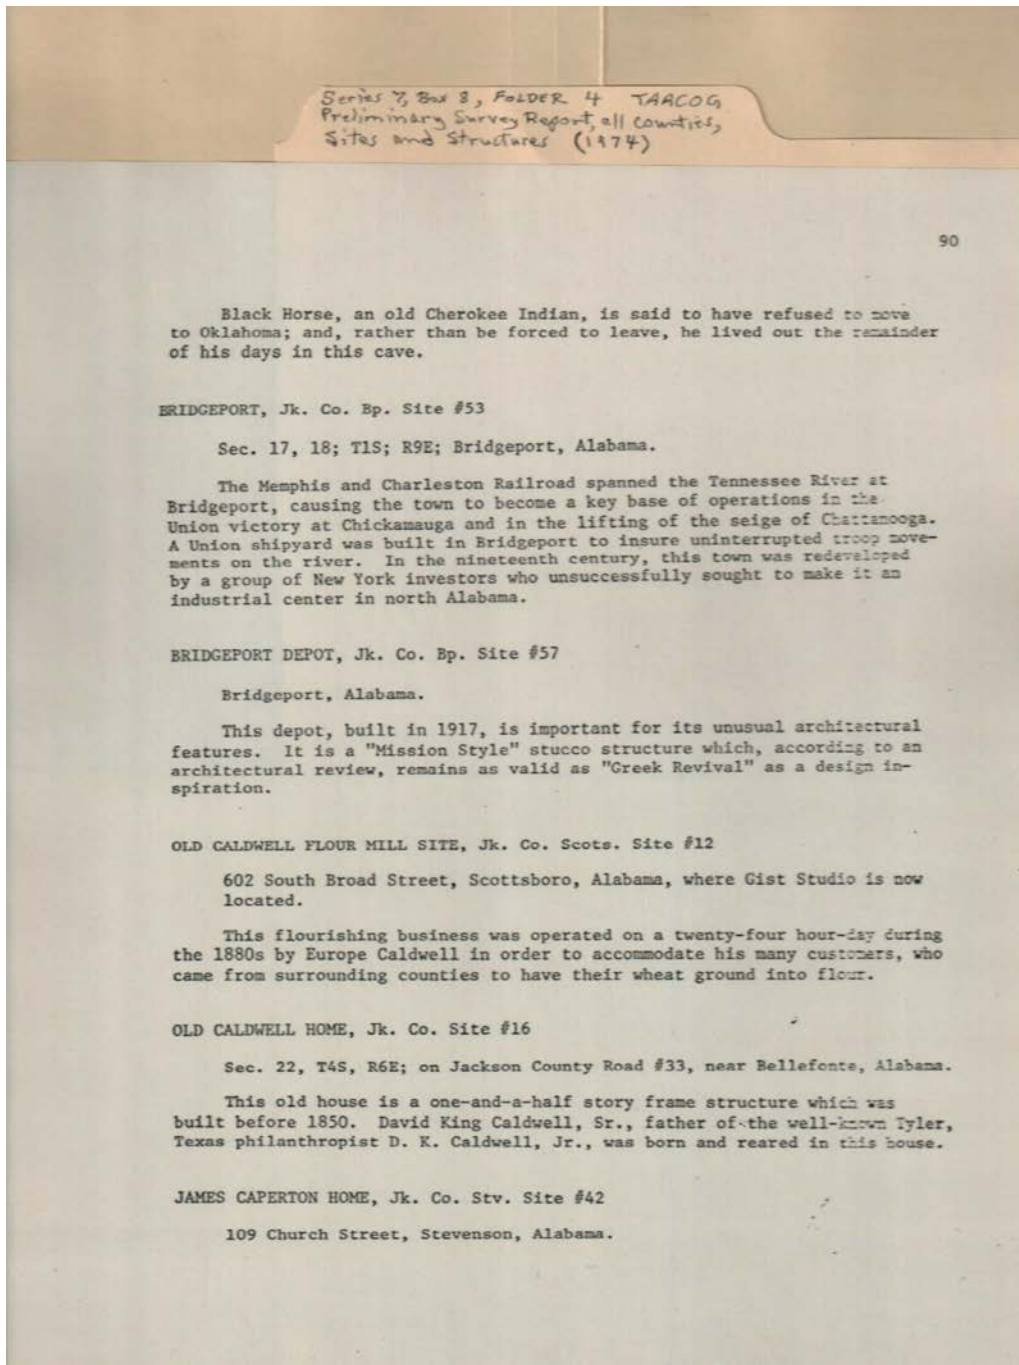 Series 7, Box 8, FOLDER 4 TARCOG
Preliminary Survey Report, all counties,
Sites and Structures (1974)
90
Black Horse, an old Cherokee Indian, is said to have refused to move
to Oklahoma; and, rather than be forced to leave, he lived out the remainder
of his days in this cave.
BRIDGEPORT, Jk. Co. Bp. Site #53
Sec. 17, 18; T1S; R9E; Bridgeport, Alabama.
The Memphis and Charleston Railroad spanned the Tennessee River at
Bridgeport, causing the town to become a key base of operations in the
Union victory at Chickamauga and in the lifting of the seige of Chattanooga.
A Union shipyard was built in Bridgeport to insure uninterrupted troop move-
ments on the river. In the nineteenth century, this town was redeveloped
by a group of New York investors who unsuccessfully sought to make it an
industrial center in north Alabama.
BRIDGEPORT DEPOT, Jk. Co. Bp. Site #57
Bridgeport, Alabama.
This depot, built in 1917, is important for its unusual architectural
features. It is a "Mission Style" stucco structure which, according to an
architectural review, remains as valid as "Greek Revival" as a design in-
spiration.
OLD CALDWELL FLOUR MILL SITE, Jk. Co. Scots. Site #12
602 South Broad Street, Scottsboro, Alabama, where Gist Studio is now
located.
This flourishing business was operated on a twenty-four hour-day during
the 1880s by Europe Caldwell in order to accommodate his many customers, who
came from surrounding counties to have their wheat ground into flour.
OLD CALDWELL HOME, Jk. Co. Site #16
Sec. 22, T4S, R6E; on Jackson County Road #33, near Bellefonte, Alabama.
This old house is a one-and-a-half story frame structure which was
built before 1850. David King Caldwell, Sr., father of the well-known Tyler,
Texas philanthropist D. K. Caldwell, Jr., was born and reared in this house.
JAMES CAPERTON HOME, Jk. Co. Stv. Site #42
109 Church Street, Stevenson, Alabama.